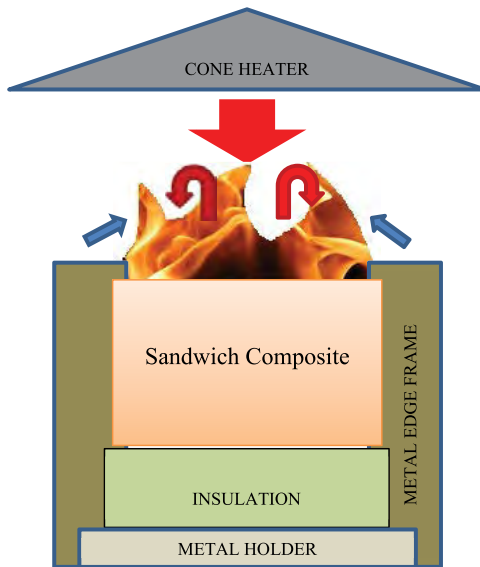 CONE HEATER
Sandwich Composite
METAL EDGE FRAME
INSULATION
METAL HOLDER